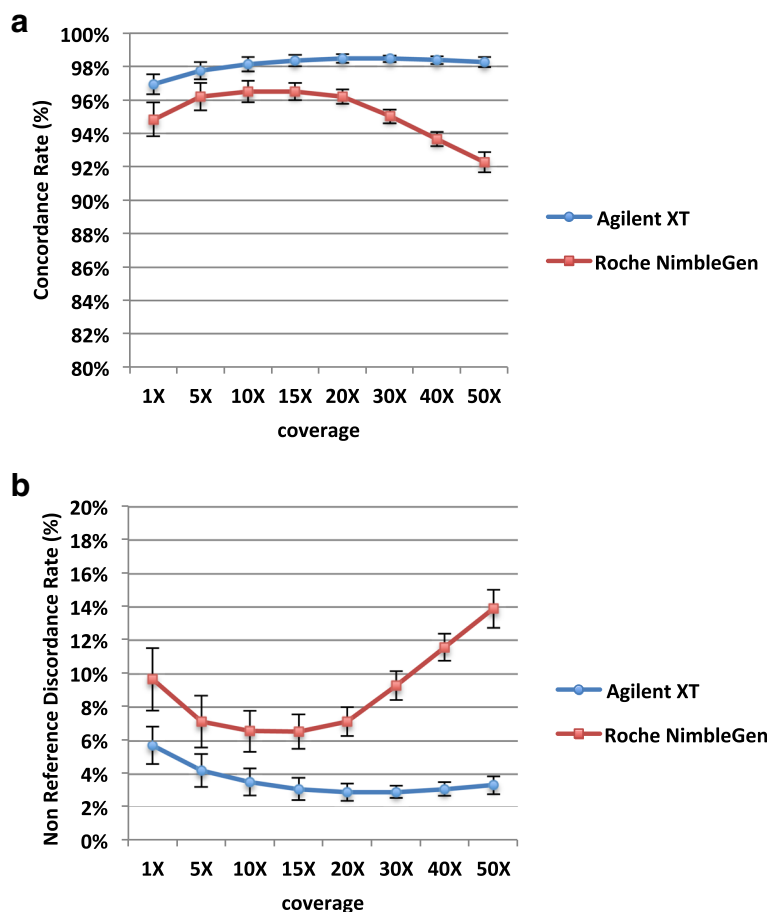 a
Concordance Rate (%)
100%
98%
96%
94%
92%
90%
88%
86%
84%
82%
80%
1X 5X 10X 15X 20X 30X 40X 50X
coverage
Agilent XT
Roche NimbleGen
b
Non Reference Discordance Rate (%)
20%
18%
16%
14%
12%
10%
8%
6%
4%
2%
0%
1X 5X 10X 15X 20X 30X 40X 50X
coverage
Agilent XT
Roche NimbleGen